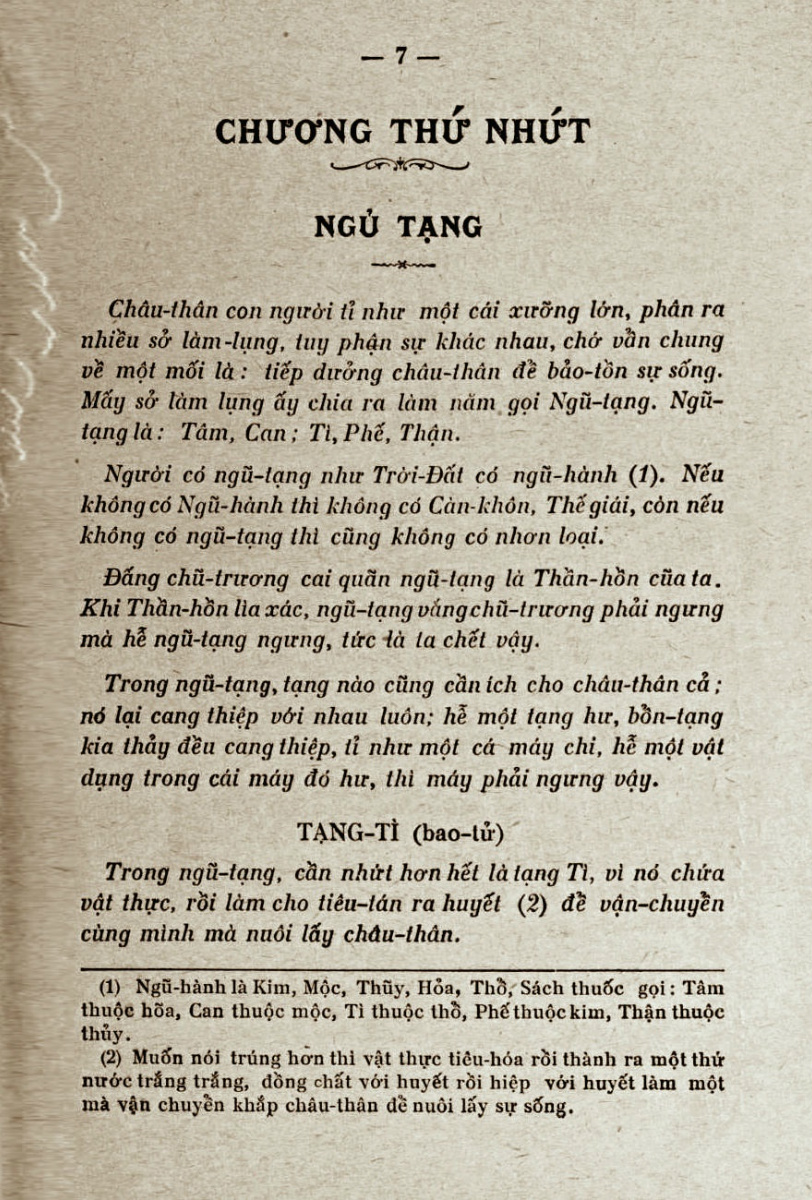 — 7 —
CHƯƠNG THỨ NHỨT
NGỦ TẠNG
Châu-thân con người tỉ như một cái xưỡng lớn, phân ra
nhiều sở làm-lụng, tuy phận sự khác nhau, chớ vẫn chung
về một mối là : tiếp dưởng châu-thân để bảo-tồn sự sống.
Mấy sở làm lụng ấy chia ra làm năm gọi Ngũ-tạng. Ngũ-
tạng là : Tâm, Can ; Tì, Phế, Thận.
Người có ngũ-tạng như Trời-Đất có ngũ-hành (1). Nếu
không có Ngũ-hành thì không có Càn-khôn, Thế giái, còn nếu
không có ngũ-tạng thì cũng không có nhơn loại.
Đấng chũ-trương cai quãn ngũ-tạng là Thần-hồn cũa ta.
Khi Thần-hồn lìa xác, ngũ-tạng vắng chũ-trương phải ngưng
mà hễ ngũ-tạng ngưng, tức là ta chết vậy.
Trong ngũ-tạng, tạng nào cũng cần ích cho châu-thân cả ;
nó lại cang thiệp với nhau luôn; hễ một tạng hư, bồn-tạng
kia thảy đều cang thiệp, tỉ như một cá máy chi, hễ một vật
dụng trong cái máy đó hư, thì máy phải ngưng vậy.
TẠNG-TÌ (bao-tử)
Trong ngũ-tạng, cần nhứt hơn hết là tạng Tì, vì nó chứa
vật thực, rồi làm cho tiêu-tán ra huyết (2) để vận-chuyển
cùng mình mà nuôi lấy châu-thân.
(1) Ngũ-hành là Kim, Mộc, Thũy, Hỏa, Thổ, Sách thuốc gọi : Tâm
thuộc hõa, Can thuộc mộc, Tì thuộc thổ, Phế thuộc kim, Thận thuộc
thủy.
(2) Muốn nói trúng hơn thì vật thực tiêu-hóa rồi thành ra một thứ
nước trắng trắng, đồng chất với huyết rồi hiệp với huyết làm một
mà vận chuyển khắp châu-thân để nuôi lấy sự sống.